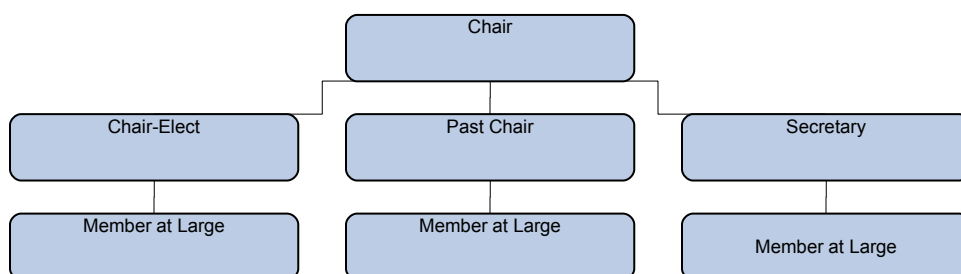 Chair
Chair-Elect
Past Chair
Secretary
Member at Large
Member at Large
Member at Large